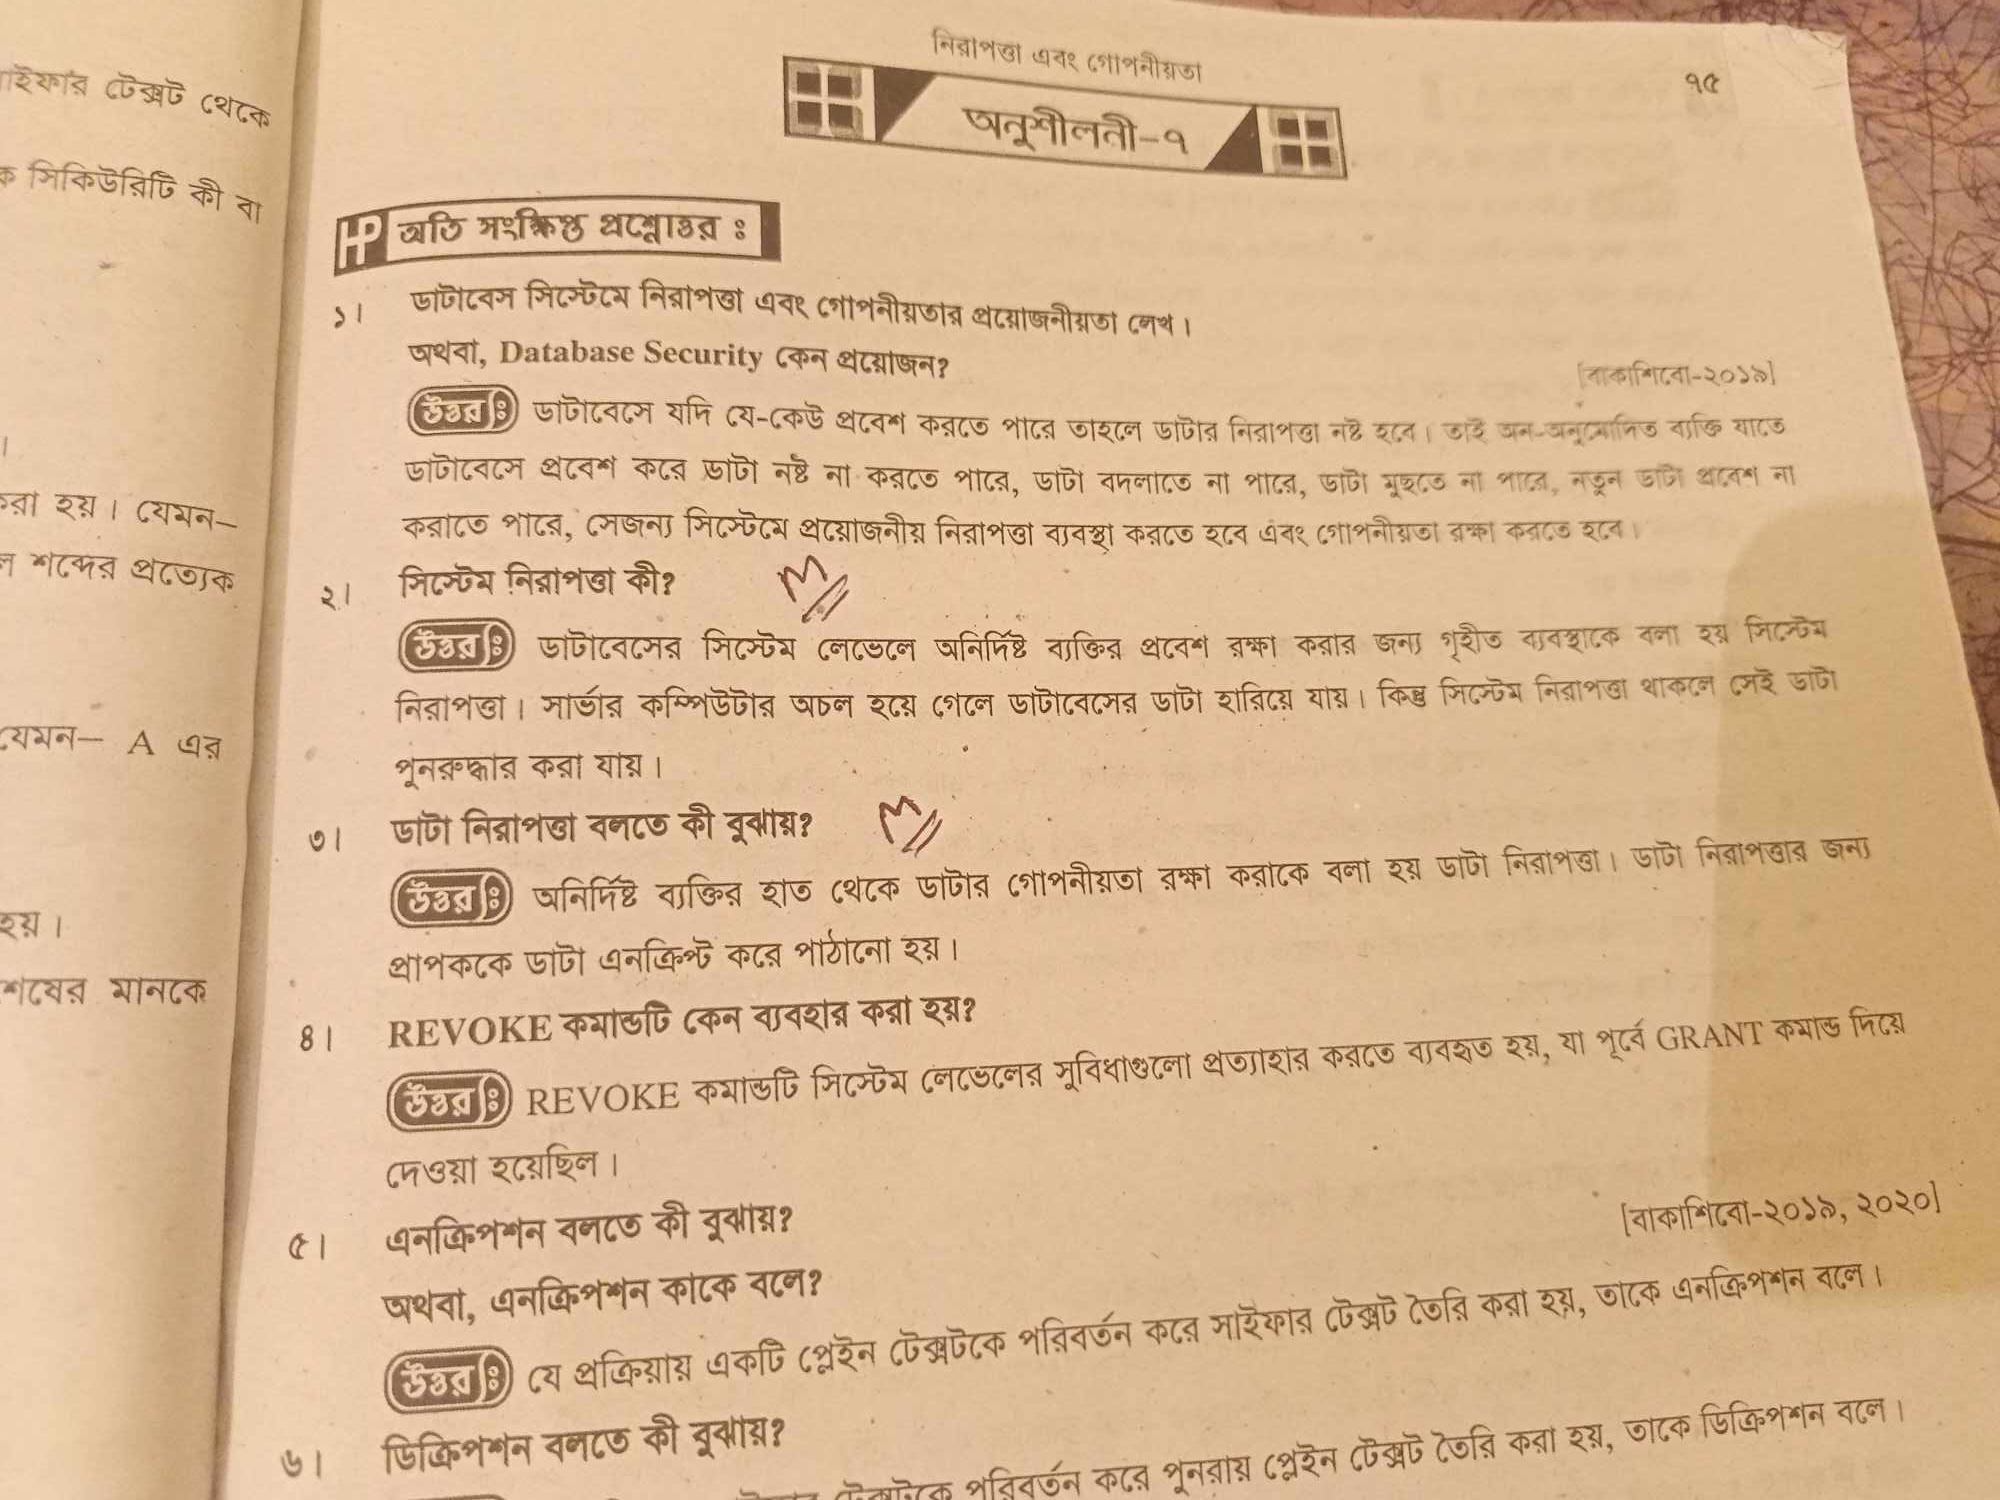 াইফার টেক্সট থেকে
ক সিকিউরিটি কী বা
।
করা হয়। যেমন–
ন শব্দের প্রত্যেক
যেমন— A এর
হয়।
শেষের মানকে
নিরাপত্তা এবং গোপনীয়তা
৭৫
অনুশীলনী-৭
HP অতি সংক্ষিপ্ত প্রশ্নোত্তর ঃ
১। ডাটাবেস সিস্টেমে নিরাপত্তা এবং গোপনীয়তার প্রয়োজনীয়তা লেখ।
অথবা, Database Security কেন প্রয়োজন?
[বাকাশিবো-২০১৯]
উত্তর ঃ ডাটাবেসে যদি যে-কেউ প্রবেশ করতে পারে তাহলে ডাটার নিরাপত্তা নষ্ট হবে। তাই অন-অনুমোদিত ব্যক্তি যাতে
ডাটাবেসে প্রবেশ করে ডাটা নষ্ট না করতে পারে, ডাটা বদলাতে না পারে, ডাটা মুছতে না পারে, নতুন ডাটা প্রবেশ না
করাতে পারে, সেজন্য সিস্টেমে প্রয়োজনীয় নিরাপত্তা ব্যবস্থা করতে হবে এবং গোপনীয়তা রক্ষা করতে হবে।
২। সিস্টেম নিরাপত্তা কী?
উত্তর ঃ ডাটাবেসের সিস্টেম লেভেলে অনির্দিষ্ট ব্যক্তির প্রবেশ রক্ষা করার জন্য গৃহীত ব্যবস্থাকে বলা হয় সিস্টেম
নিরাপত্তা। সার্ভার কম্পিউটার অচল হয়ে গেলে ডাটাবেসের ডাটা হারিয়ে যায়। কিন্তু সিস্টেম নিরাপত্তা থাকলে সেই ডাটা
পুনরুদ্ধার করা যায়।
৩। ডাটা নিরাপত্তা বলতে কী বুঝায়?
উত্তর ঃ অনির্দিষ্ট ব্যক্তির হাত থেকে ডাটার গোপনীয়তা রক্ষা করাকে বলা হয় ডাটা নিরাপত্তা। ডাটা নিরাপত্তার জন্য
প্রাপককে ডাটা এনক্রিপ্ট করে পাঠানো হয়।
৪। REVOKE কমান্ডটি কেন ব্যবহার করা হয়?
উত্তর ঃ REVOKE কমান্ডটি সিস্টেম লেভেলের সুবিধাগুলো প্রত্যাহার করতে ব্যবহৃত হয়, যা পূর্বে GRANT কমান্ড দিয়ে
দেওয়া হয়েছিল।
৫। এনক্রিপশন বলতে কী বুঝায়?
[বাকাশিবো-২০১৯, ২০২০]
অথবা, এনক্রিপশন কাকে বলে?
উত্তর ঃ যে প্রক্রিয়ায় একটি প্লেইন টেক্সটকে পরিবর্তন করে সাইফার টেক্সট তৈরি করা হয়, তাকে এনক্রিপশন বলে।
৬। ডিক্রিপশন বলতে কী বুঝায়?
টেক্সটকে পরিবর্তন করে পুনরায় প্লেইন টেক্সট তৈরি করা হয়, তাকে ডিক্রিপশন বলে।